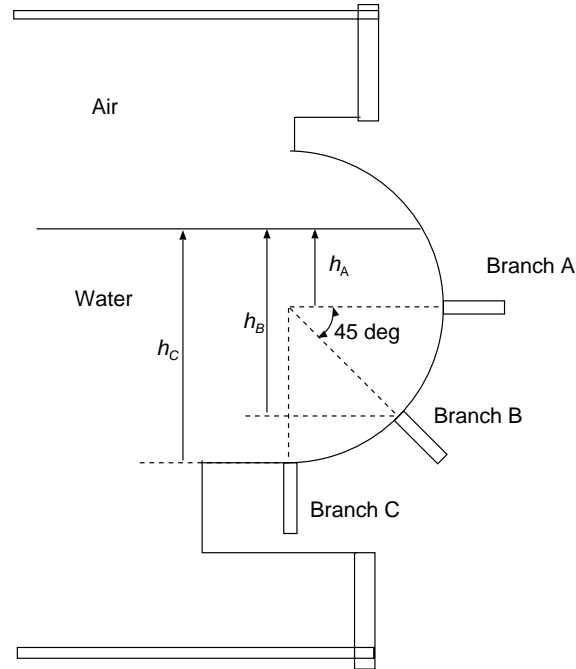 Air
h_A
Branch A
Water
h_B
45 deg
h_C
Branch B
Branch C